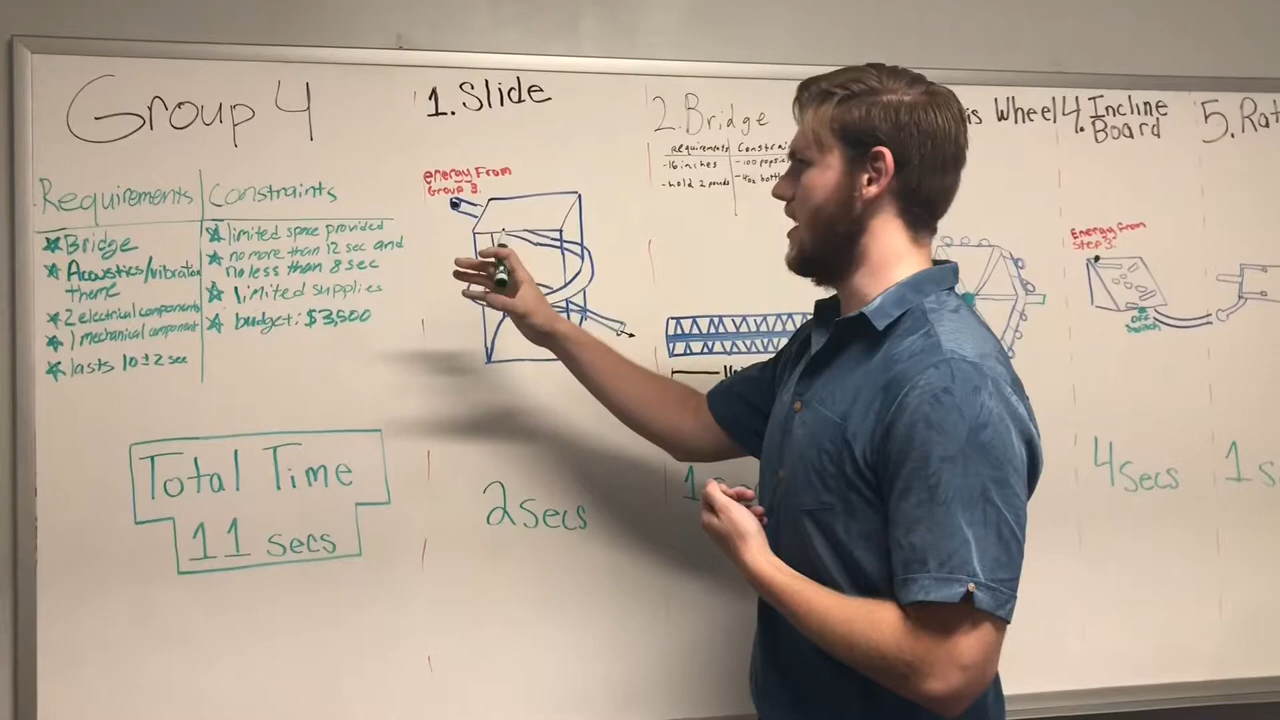 Group 4
Requirements
Constraints
Bridge
Acoustics/vibration
theme
2 electrical components
1 mechanical component
lasts 10±2 sec
limited space provided
no more than 12 sec and
no less than 8 sec
limited supplies
budget: $3,500
Total Time
11 secs
1. Slide
energy From
Group 3.
2 secs
2. Bridge
Requirements
-16 inches
-hold 2 pounds
Constrai
-100 popsic
-4oz bottl
1
is Wheel
4. Incline
Board
Energy From
Step 3.
OFF
Switch
4 secs
5. Rat
1 s